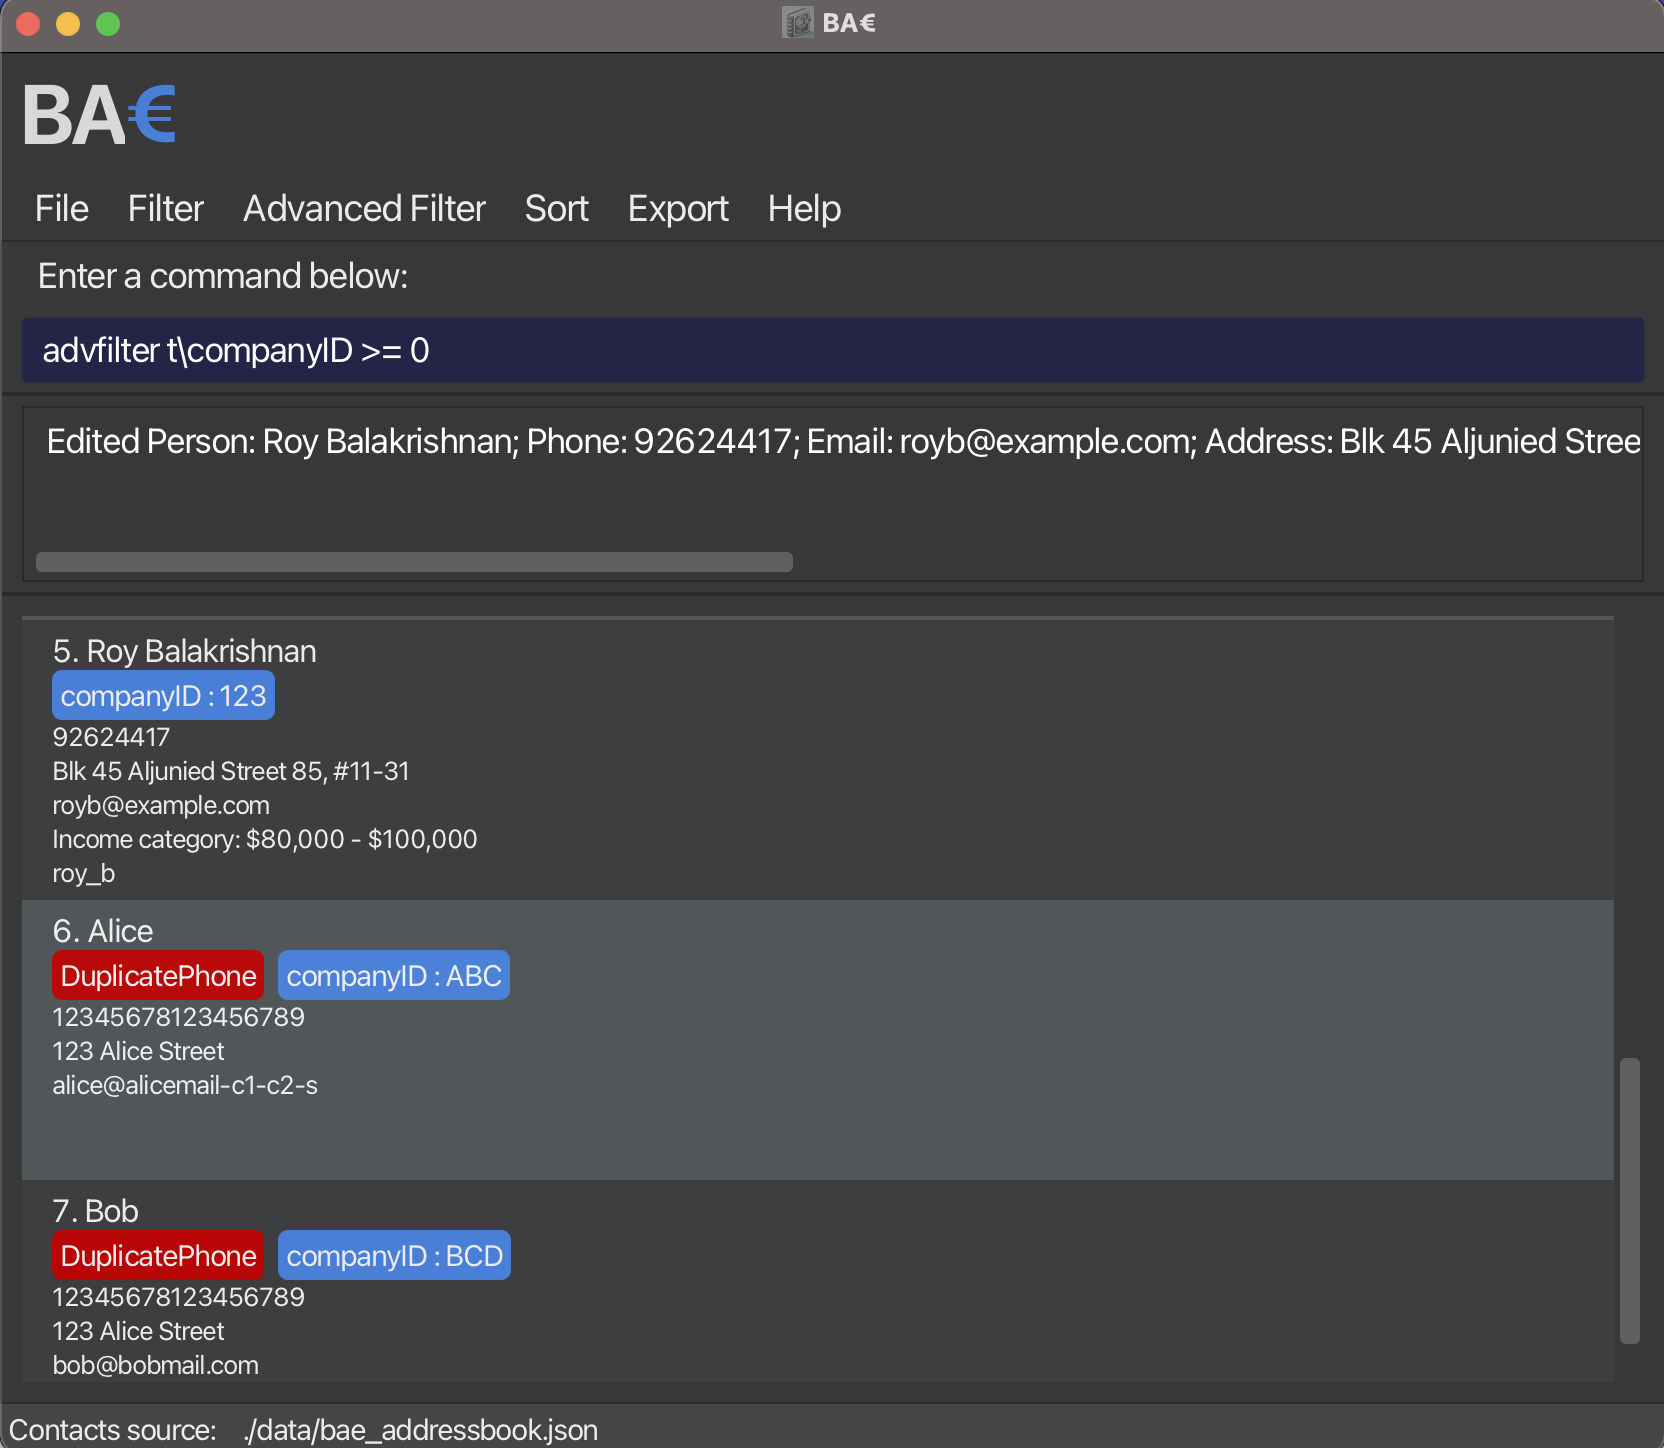 BA€
BA€
File Filter Advanced Filter Sort Export Help
Enter a command below:
advfilter t\companyID >= 0
Edited Person: Roy Balakrishnan; Phone: 92624417; Email: royb@example.com; Address: Blk 45 Aljunied Stree
5. Roy Balakrishnan
companyID : 123
92624417
Blk 45 Aljunied Street 85, #11-31
royb@example.com
Income category: $80,000 - $100,000
roy_b
6. Alice
DuplicatePhone companyID : ABC
12345678123456789
123 Alice Street
alice@alicemail-c1-c2-s
7. Bob
DuplicatePhone companyID : BCD
12345678123456789
123 Alice Street
bob@bobmail.com
Contacts source: ./data/bae_addressbook.json